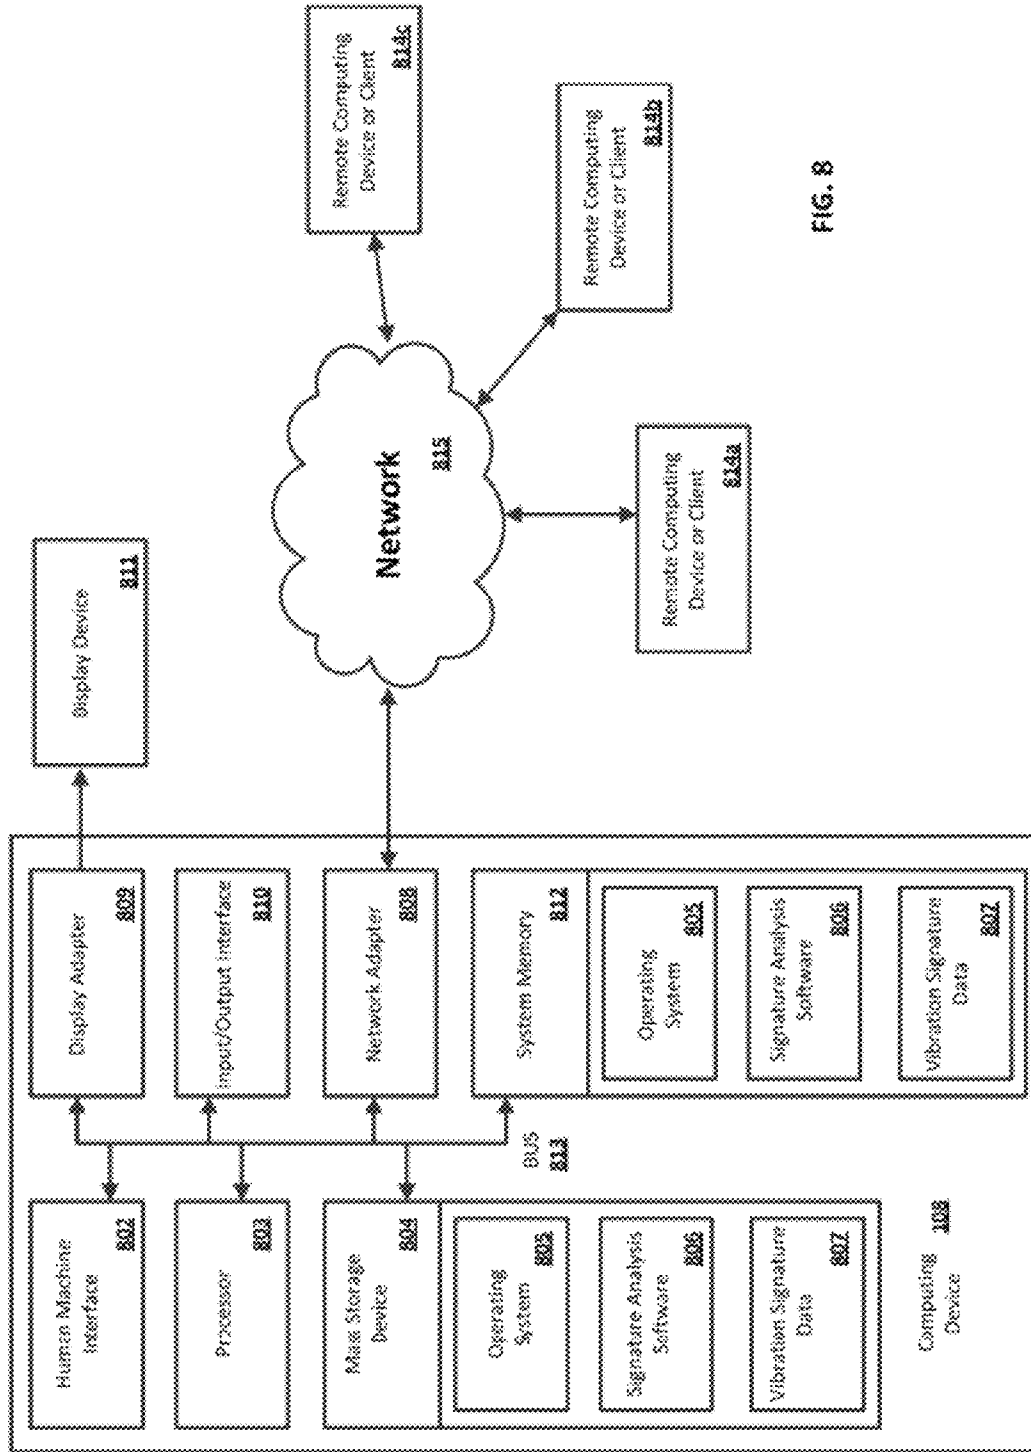 Human Machine
Interface
802
Processor
803
Mass Storage
Device
804
Operating
System
805
Signature Analysis
Software
806
Vibration Signature
Data
807
Computing
Device
108
Display Adapter
809
Input/Output Interface
810
Network Adapter
808
System Memory
812
Operating
System
805
Signature Analysis
Software
806
Vibration Signature
Data
807
BUS
813
Display Device
811
Network
815
Remote Computing
Device or Client
814a
Remote Computing
Device or Client
814b
Remote Computing
Device or Client
814c
FIG. 8